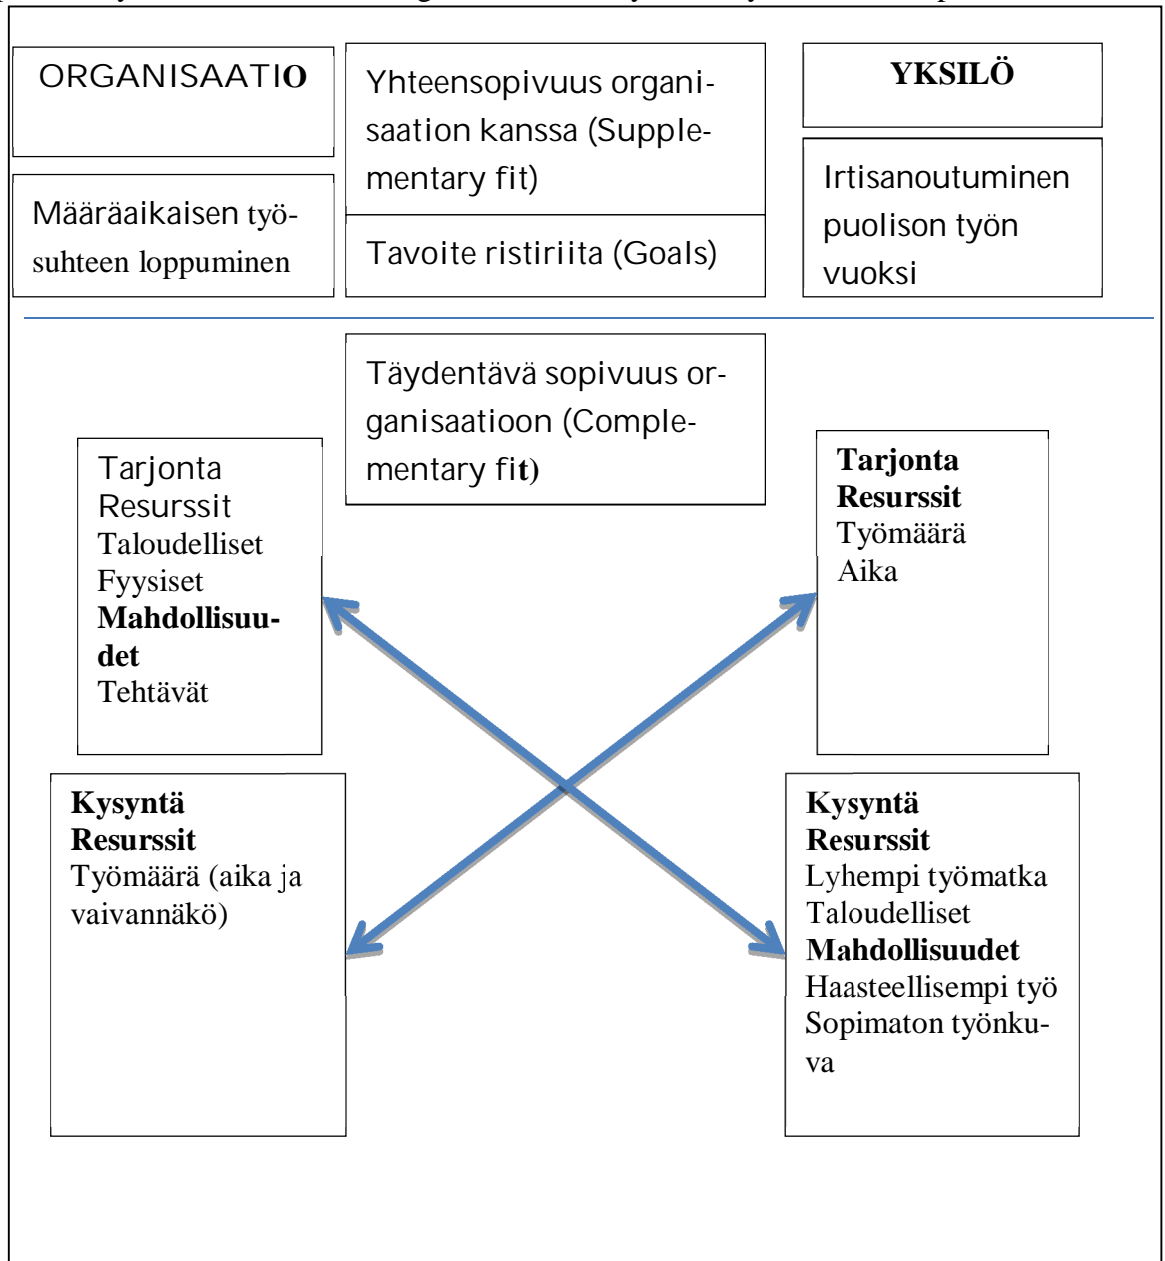 ORGANISAATIO
Yhteensopivuus organi-
saation kanssa (Supple-
mentary fit)
YKSILÖ
Määräaikaisen työ-
suhteen loppuminen
Tavoite ristiriita (Goals)
Irtisanoutuminen
puolison työn
vuoksi
Täydentävä sopivuus or-
ganisaatioon (Comple-
mentary fit)
Tarjonta
Resurssit
Taloudelliset
Fyysiset
Mahdollisuu-
det
Tehtävät
Tarjonta
Resurssit
Työmäärä
Aika
Kysyntä
Resurssit
Työmäärä (aika ja
vaivannäkö)
Kysyntä
Resurssit
Lyhempi työmatka
Taloudelliset
Mahdollisuudet
Haasteellisempi työ
Sopimaton työnku-
va